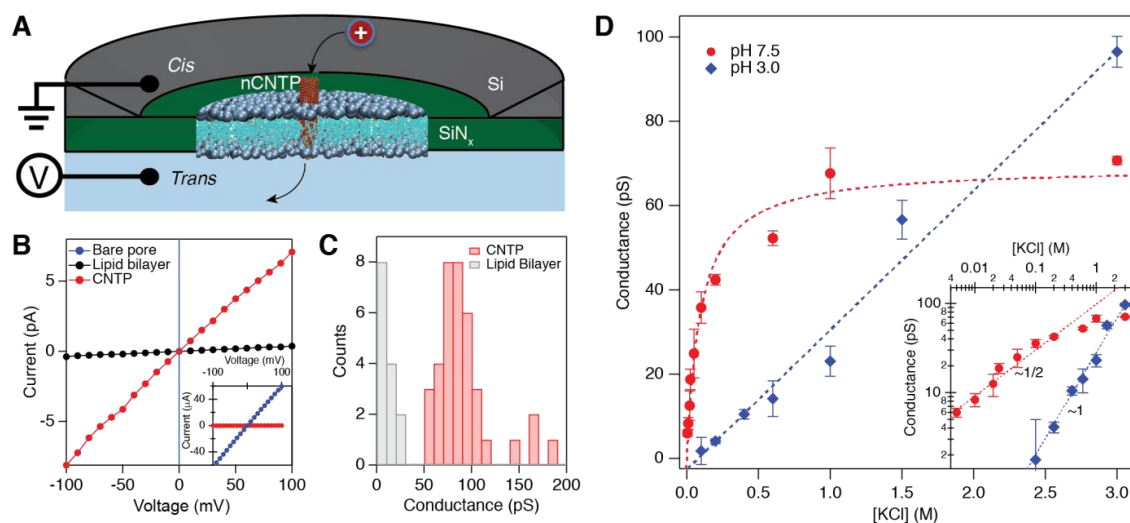 A
Cis
nCNTP
+
Si
SiNx
V
Trans
B
Bare pore
Lipid bilayer
CNTP
Current (pA)
5
0
-5
-100
-50
0
50
100
Voltage (mV)
Voltage (mV)
-100
0
100
Current (µA)
40
0
-40
C
CNTP
Lipid Bilayer
Counts
8
6
4
2
0
0
50
100
150
200
Conductance (pS)
D
pH 7.5
pH 3.0
Conductance (pS)
100
80
60
40
20
0
0.0
0.5
1.0
1.5
2.0
2.5
3.0
[KCl] (M)
[KCl] (M)
4
0.01
2
4
0.1
2
4
1
2
Conductance (pS)
100
8
6
4
2
10
8
6
4
2
~1/2
~1